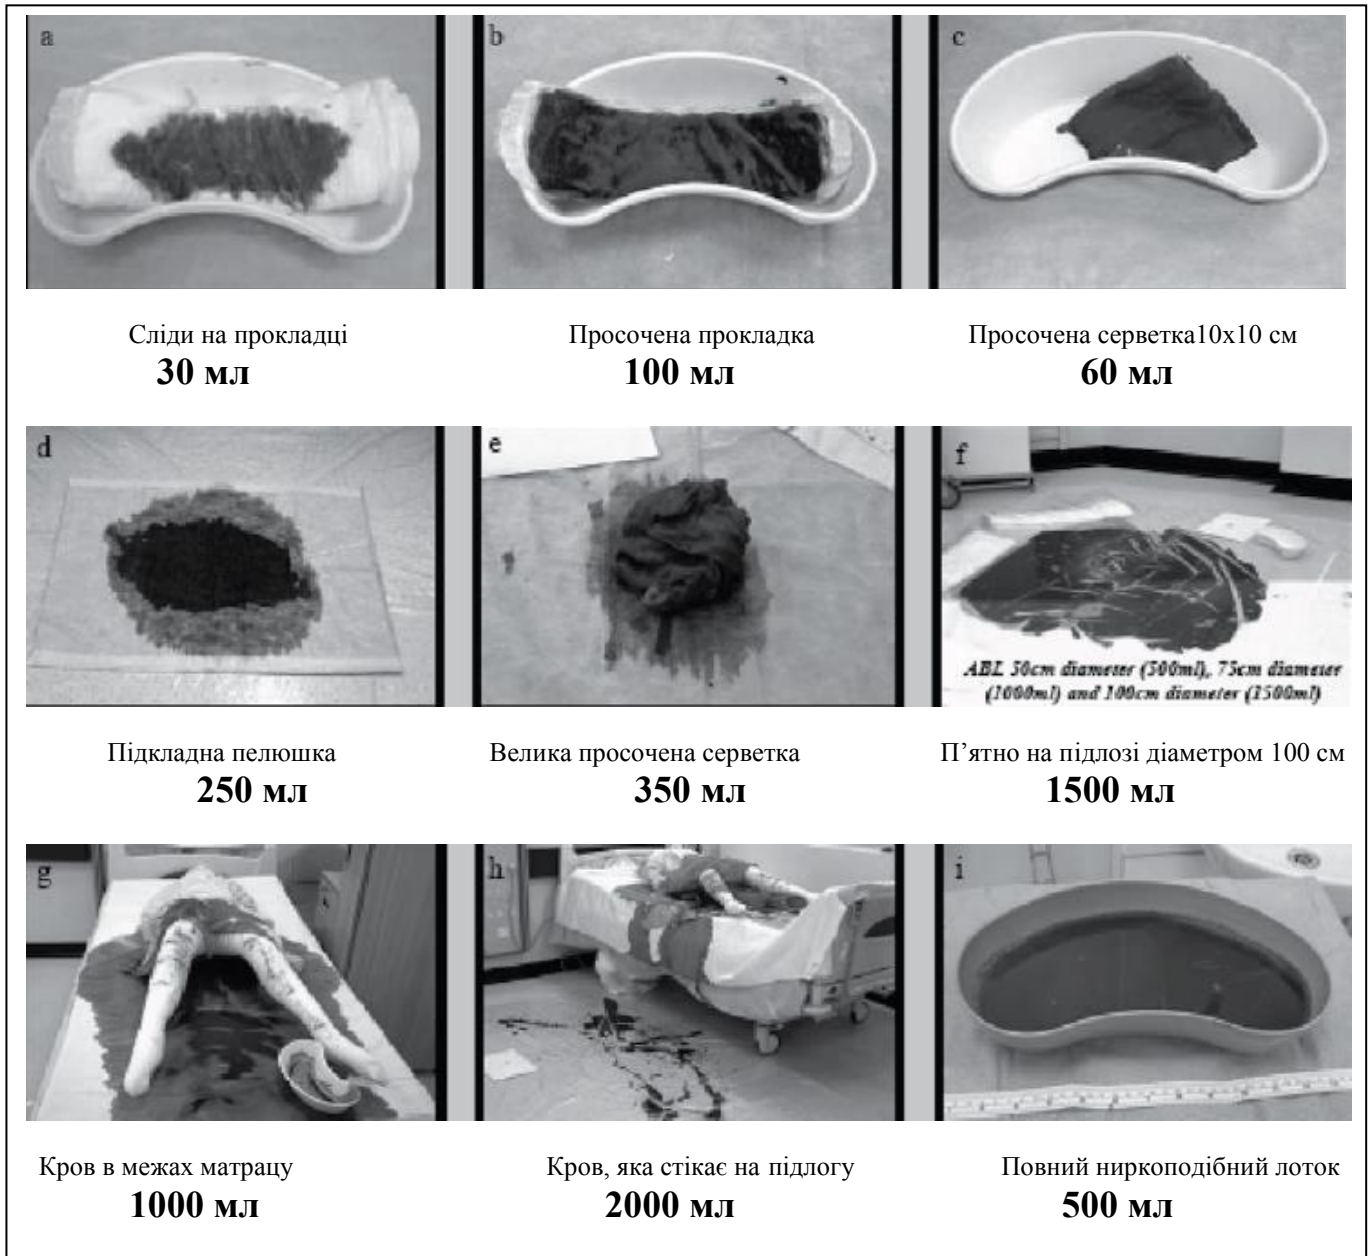 a
b
c
Сліди на прокладці
Просочена прокладка
Просочена серветка10х10 см
30 мл
100 мл
60 мл
d
e
f
ABL 50cm diameter (500ml), 75cm diameter
(1000ml) and 100cm diameter (1500ml)
Підкладна пелюшка
Велика просочена серветка
П’ятно на підлозі діаметром 100 см
250 мл
350 мл
1500 мл
g
h
i
Кров в межах матрацу
Кров, яка стікає на підлогу
Повний ниркоподібний лоток
1000 мл
2000 мл
500 мл